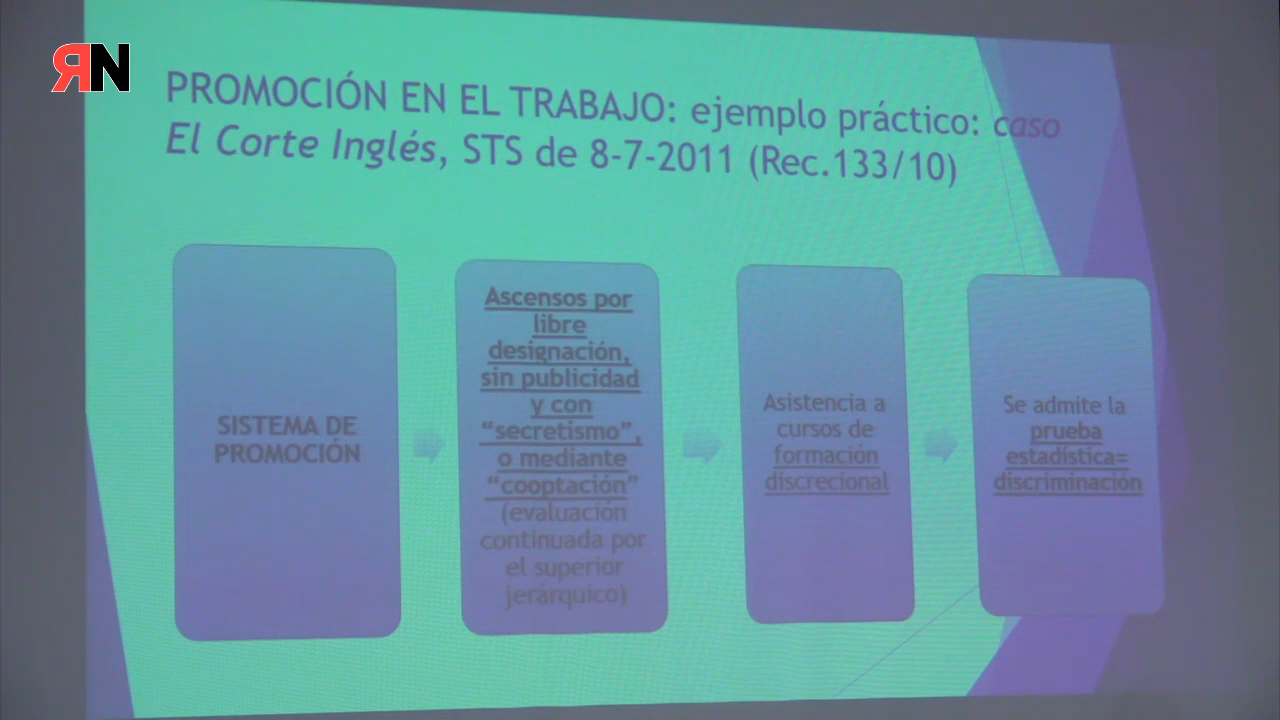 ЯN
PROMOCIÓN EN EL TRABAJO: ejemplo práctico: caso
El Corte Inglés, STS de 8-7-2011 (Rec.133/10)
SISTEMA DE
PROMOCIÓN
Ascensos por
libre
designación,
sin publicidad
y con
“secretismo”,
o mediante
“cooptación”
(evaluación
continuada por
el superior
jerárquico)
Asistencia a
cursos de
formación
discrecional
Se admite la
prueba
estadística=
discriminación